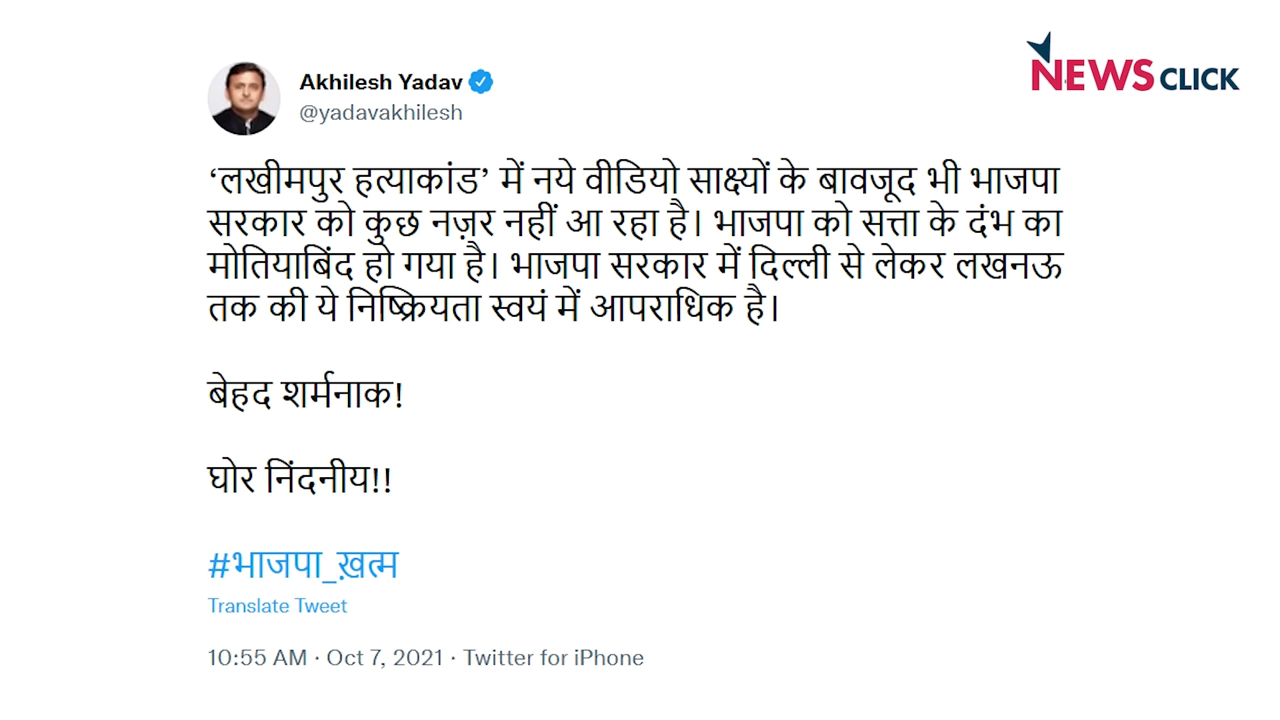 NEWS CLICK
Akhilesh Yadav
@yadavakhilesh
‘लखीमपुर हत्याकांड’ में नये वीडियो साक्ष्यों के बावजूद भी भाजपा
सरकार को कुछ नज़र नहीं आ रहा है। भाजपा को सत्ता के दंभ का
मोतियाबिंद हो गया है। भाजपा सरकार में दिल्ली से लेकर लखनऊ
तक की ये निष्क्रियता स्वयं में आपराधिक है।
बेहद शर्मनाक!
घोर निंदनीय!!
#भाजपा_ख़त्म
Translate Tweet
10:55 AM · Oct 7, 2021 · Twitter for iPhone